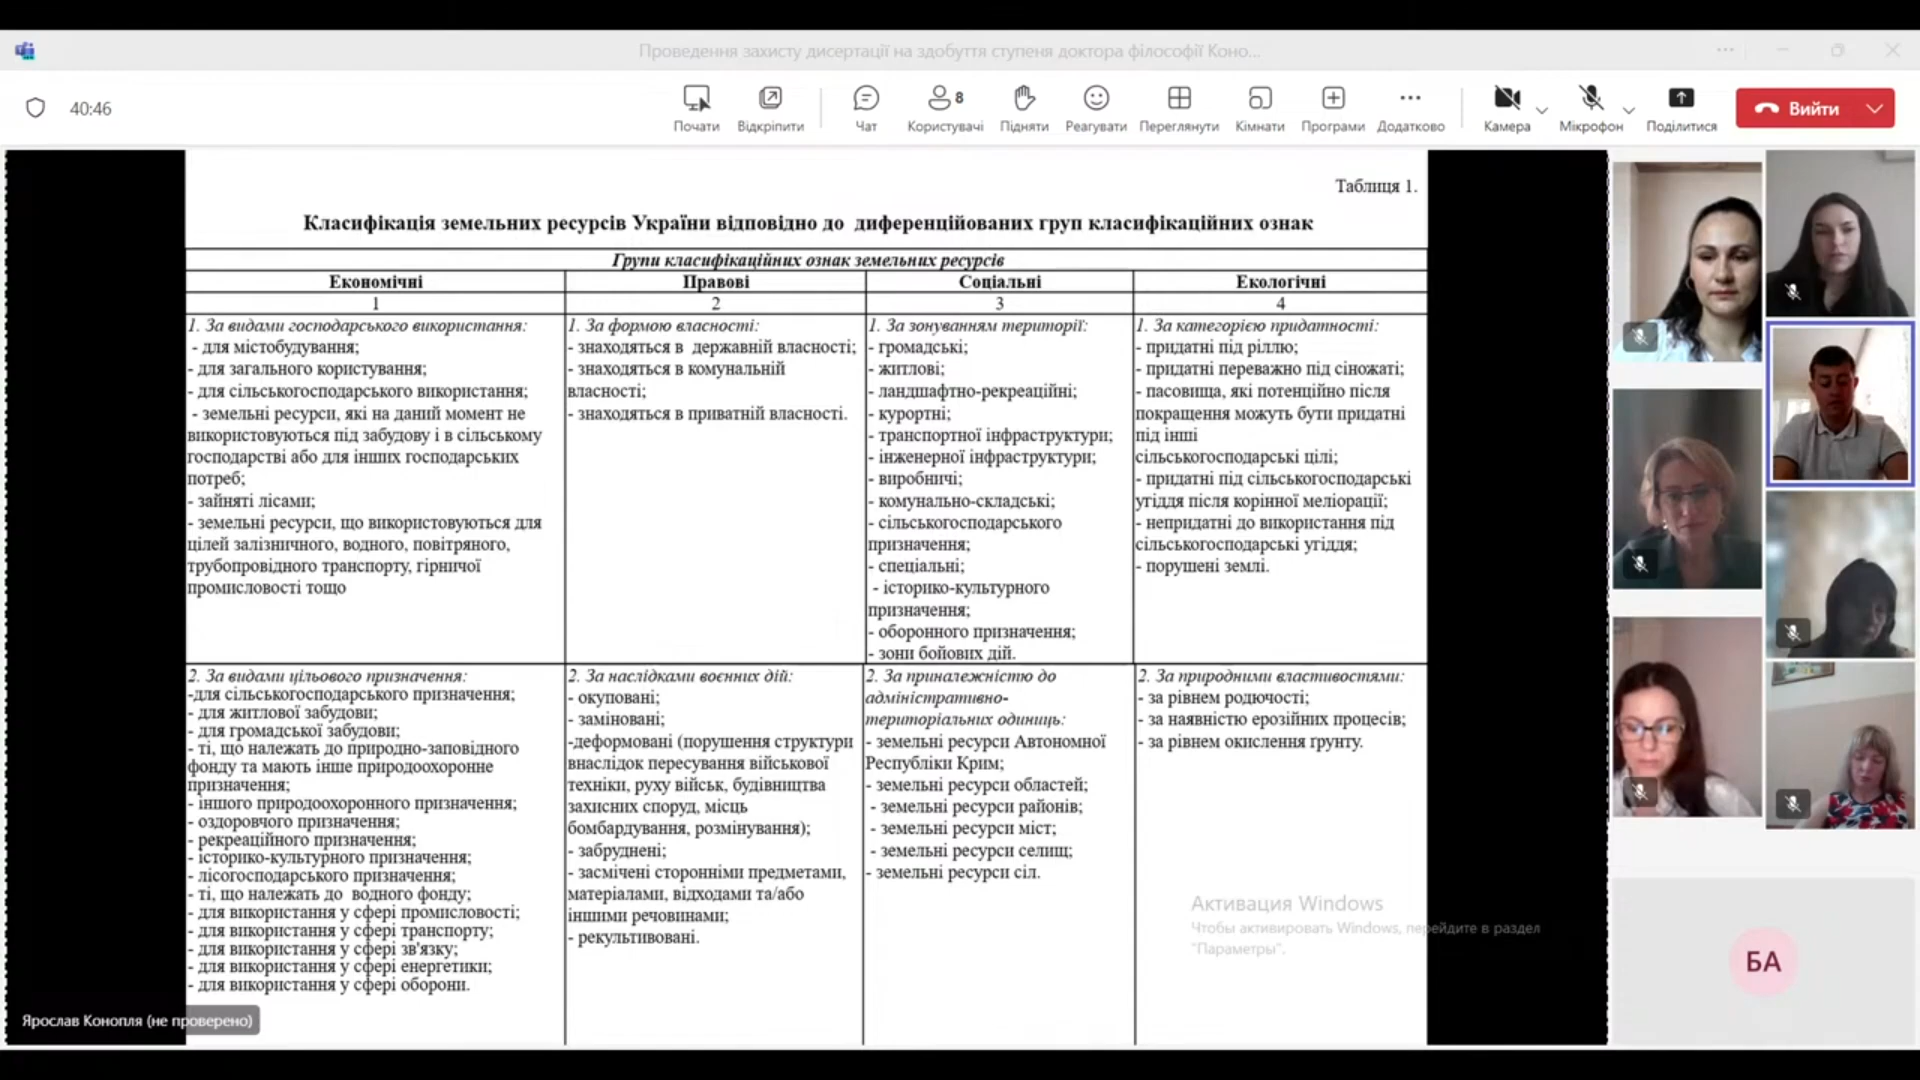 Проведення захисту дисертації на здобуття ступеня доктора філософії Коно...
40:46
Почати
Відкріпити
Чат
8
Користувачі
Підняти
Реагувати
Переглянути
Кімнати
Програми
Додатково
Камера
Мікрофон
Поділитися
Вийти
Таблиця 1.
Класифікація земельних ресурсів України відповідно до диференційованих груп класифікаційних ознак
Групи класифікаційних ознак земельних ресурсів
Економічні
Правові
Соціальні
Екологічні
1
2
3
4
1. За видами господарського використання:
- для містобудування;
- для загального користування;
- для сільськогосподарського використання;
- земельні ресурси, які на даний момент не
використовуються під забудову і в сільському
господарстві або для інших господарських
потреб;
- зайняті лісами;
- земельні ресурси, що використовуються для
цілей залізничного, водного, повітряного,
трубопровідного транспорту, гірничої
промисловості тощо
1. За формою власності:
- знаходяться в державній власності;
- знаходяться в комунальній
власності;
- знаходяться в приватній власності.
1. За зонуванням території:
- громадські;
- житлові;
- ландшафтно-рекреаційні;
- курортні;
- транспортної інфраструктури;
- інженерної інфраструктури;
- виробничі;
- комунально-складські;
- сільськогосподарського
призначення;
- спеціальні;
- історико-культурного
призначення;
- оборонного призначення;
- зони бойових дій.
1. За категорією придатності:
- придатні під ріллю;
- придатні переважно під сіножаті;
- пасовища, які потенційно після
покращення можуть бути придатні
під інші
сільськогосподарські цілі;
- придатні під сільськогосподарські
угіддя після корінної меліорації;
- непридатні до використання під
сільськогосподарські угіддя;
- порушені землі.
2. За видами цільового призначення:
-для сільськогосподарського призначення;
- для житлової забудови;
- для громадської забудови;
- ті, що належать до природно-заповідного
фонду та мають інше природоохоронне
призначення;
- іншого природоохоронного призначення;
- оздоровчого призначення;
- рекреаційного призначення;
- історико-культурного призначення;
- лісогосподарського призначення;
- ті, що належать до водного фонду;
- для використання у сфері промисловості;
- для використання у сфері транспорту;
- для використання у сфері зв'язку;
- для використання у сфері енергетики;
- для використання у сфері оборони.
2. За наслідками воєнних дій:
- окуповані;
- заміновані;
-деформовані (порушення структури
внаслідок пересування військової
техніки, руху військ, будівництва
захисних споруд, місць
бомбардування, розмінування);
- забруднені;
- засмічені сторонніми предметами,
матеріалами, відходами та/або
іншими речовинами;
- рекультивовані.
2. За приналежністю до
адміністративно-
територіальних одиниць:
- земельні ресурси Автономної
Республіки Крим;
- земельні ресурси областей;
- земельні ресурси районів;
- земельні ресурси міст;
- земельні ресурси селищ;
- земельні ресурси сіл.
2. За природними властивостями:
- за рівнем родючості;
- за наявністю ерозійних процесів;
- за рівнем окислення ґрунту.
Активация Windows
Чтобы активировать Windows, перейдите в раздел
"Параметры".
БА
Ярослав Конопля (не проверено)